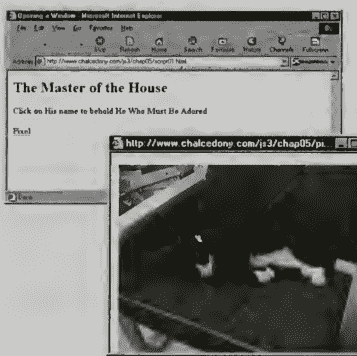 Opening a Window - Microsoft Internet Explorer
File Edit View Go Favorites Help
Stop Refresh Home Search Favorites History Channels Fullscreen
Address http://www.chalcedony.com/js3/chap05/script01.html
The Master of the House
Click on His name to behold He Who Must Be Adored
Pixel
http://www.chalcedony.com/js3/chap05/pi...